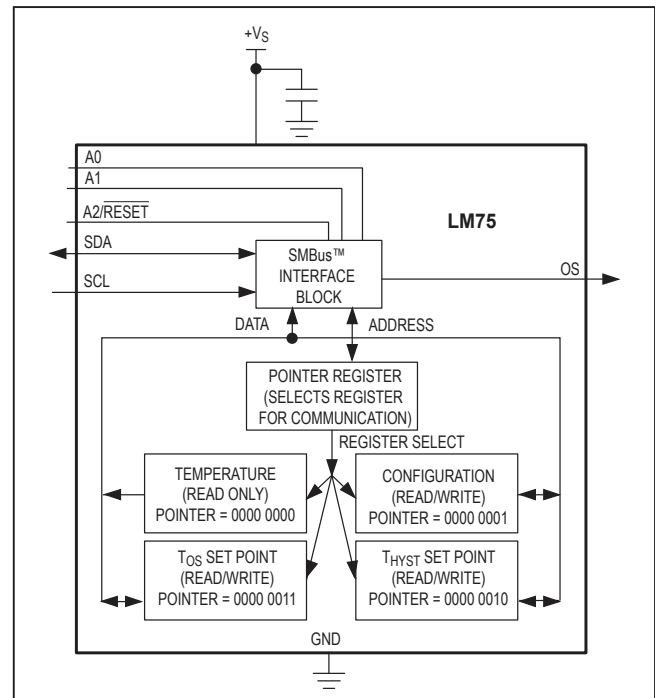 +VS
A0
A1
A2/RESET
LM75
SDA
SMBus™
INTERFACE
BLOCK
OS
SCL
DATA
ADDRESS
POINTER REGISTER
(SELECTS REGISTER
FOR COMMUNICATION)
REGISTER SELECT
TEMPERATURE
(READ ONLY)
POINTER = 0000 0000
CONFIGURATION
(READ/WRITE)
POINTER = 0000 0001
TOS SET POINT
(READ/WRITE)
POINTER = 0000 0011
THYST SET POINT
(READ/WRITE)
POINTER = 0000 0010
GND